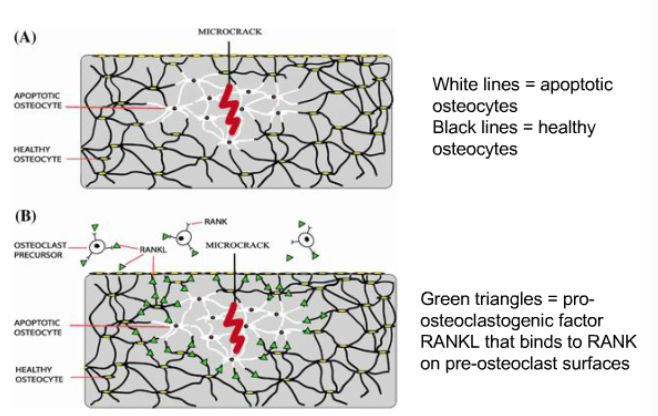 (A)
MICROCRACK
APOPTOTIC
OSTEOCYTE
HEALTHY
OSTEOCYTE
White lines = apoptotic
osteocytes
Black lines = healthy
osteocytes
(B)
RANK
OSTEOCLAST
PRECURSOR
RANKL
MICROCRACK
APOPTOTIC
OSTEOCYTE
HEALTHY
OSTEOCYTE
Green triangles = pro-
osteoclastogenic factor
RANKL that binds to RANK
on pre-osteoclast surfaces